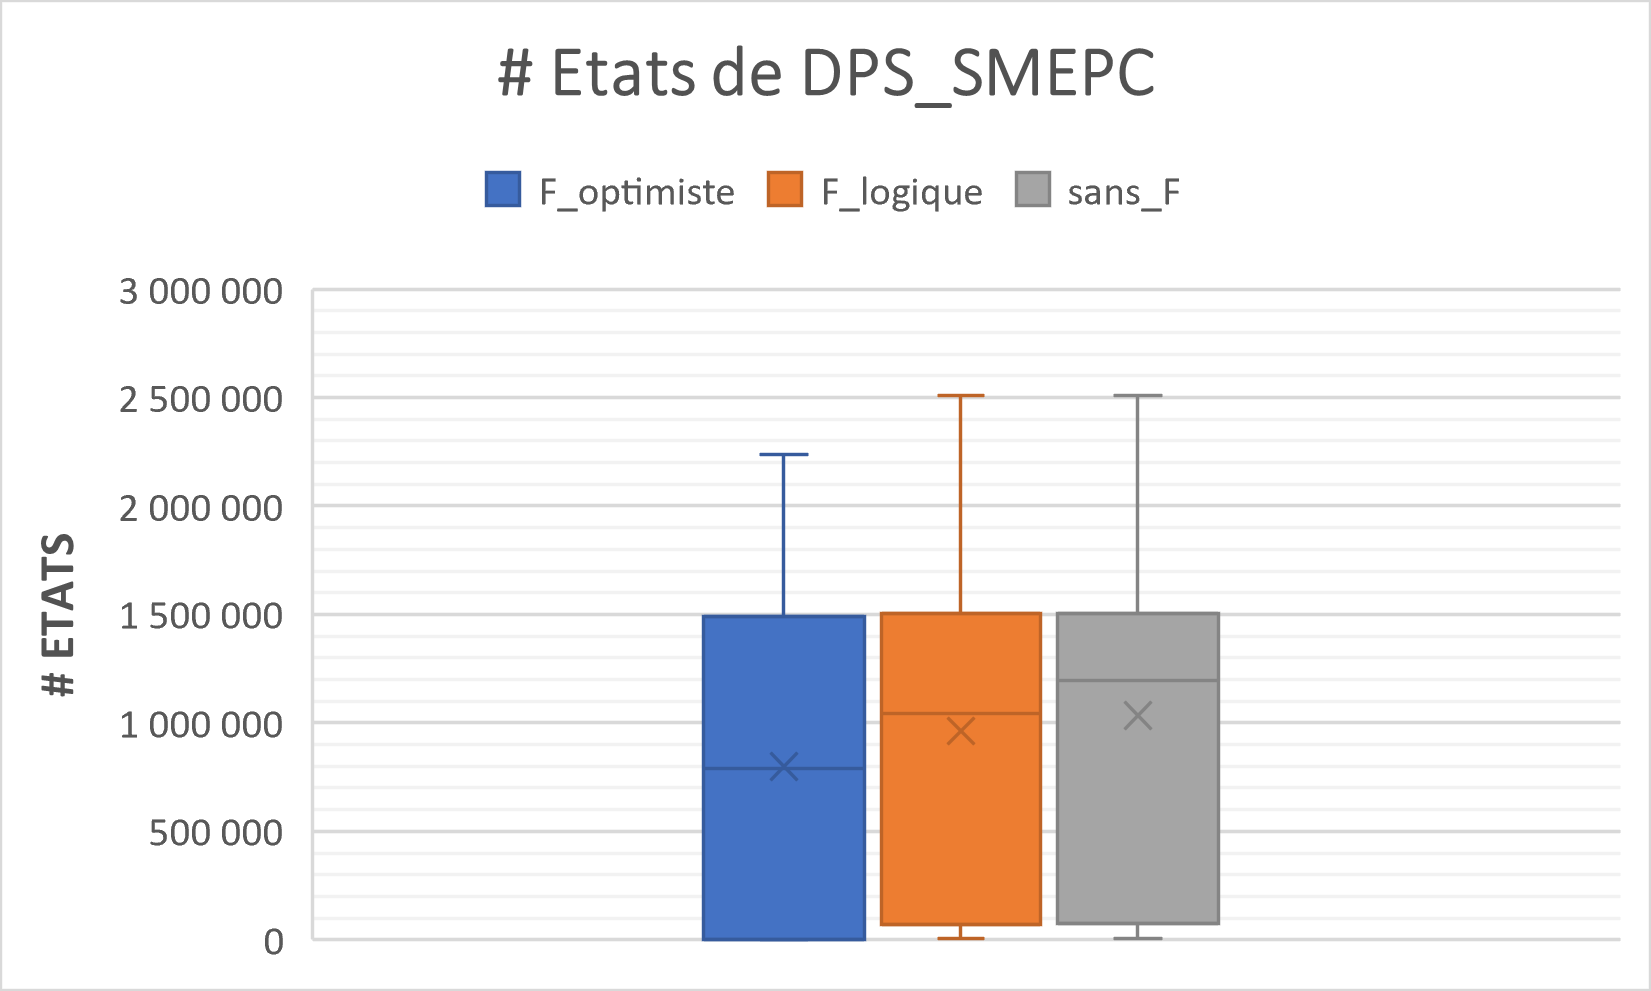 # Etats de DPS_SMEPC
F_optimiste F_logique sans_F
3 000 000
2 500 000
2 000 000
1 500 000
1 000 000
500 000
0
# ETATS